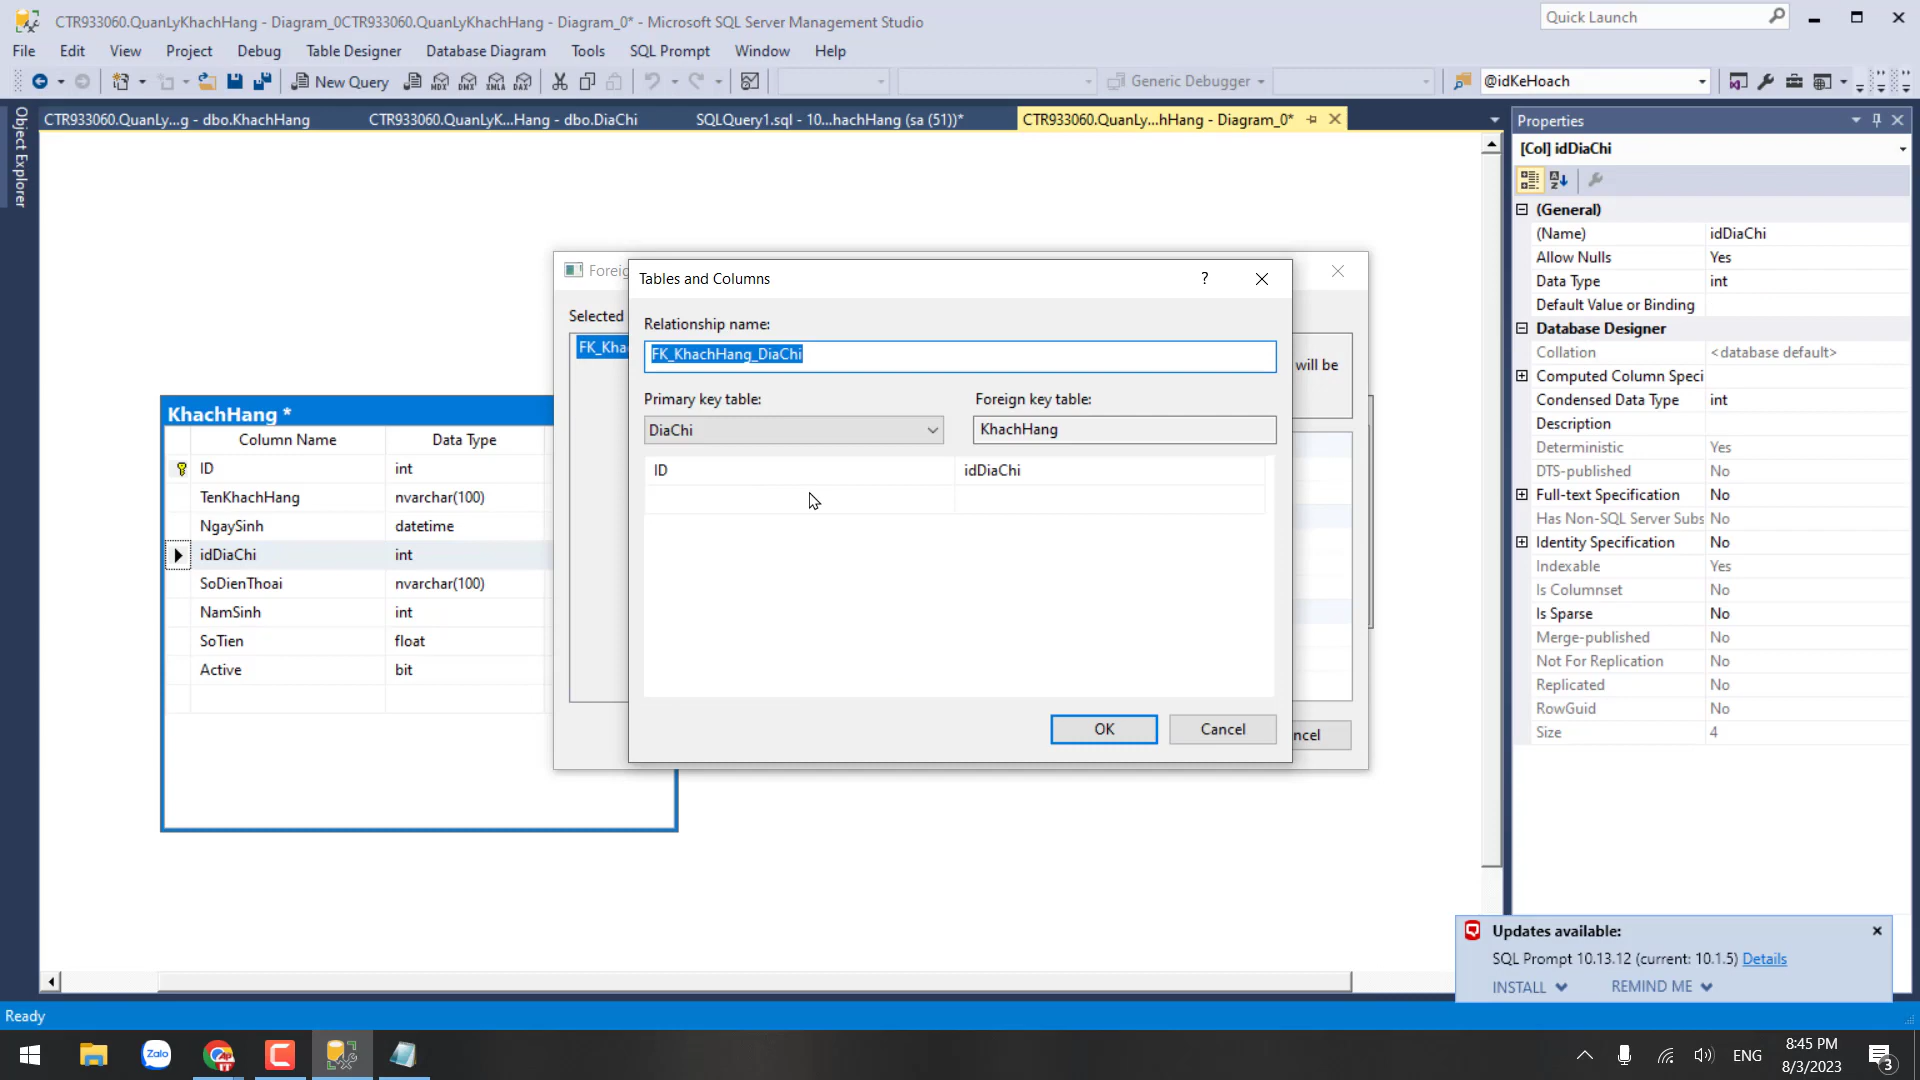 CTR933060.QuanLyKhachHang - Diagram_0CTR933060.QuanLyKhachHang - Diagram_0* - Microsoft SQL Server Management Studio
Quick Launch
File Edit View Project Debug Table Designer Database Diagram Tools SQL Prompt Window Help
New Query
MDX DMX XMLA DAX
Generic Debugger
@idKeHoach
Object Explorer
CTR933060.QuanLy...g - dbo.KhachHang
CTR933060.QuanLyK...Hang - dbo.DiaChi
SQLQuery1.sql - 10...hachHang (sa (51))*
CTR933060.QuanLy...hHang - Diagram_0*
KhachHang *
Column Name Data Type
ID int
TenKhachHang nvarchar(100)
NgaySinh datetime
idDiaChi int
SoDienThoai nvarchar(100)
NamSinh int
SoTien float
Active bit
Foreig
Selected
FK_Kha
will be
ncel
Tables and Columns
?
Relationship name:
FK_KhachHang_DiaChi
Primary key table: Foreign key table:
DiaChi KhachHang
ID idDiaChi
OK Cancel
Properties
[Col] idDiaChi
(General)
(Name) idDiaChi
Allow Nulls Yes
Data Type int
Default Value or Binding
Database Designer
Collation <database default>
Computed Column Speci
Condensed Data Type int
Description
Deterministic Yes
DTS-published No
Full-text Specification No
Has Non-SQL Server Subs No
Identity Specification No
Indexable Yes
Is Columnset No
Is Sparse No
Merge-published No
Not For Replication No
Replicated No
RowGuid No
Size 4
Updates available:
SQL Prompt 10.13.12 (current: 10.1.5) Details
INSTALL REMIND ME
Ready
Zalo
ENG
8:45 PM
8/3/2023
3